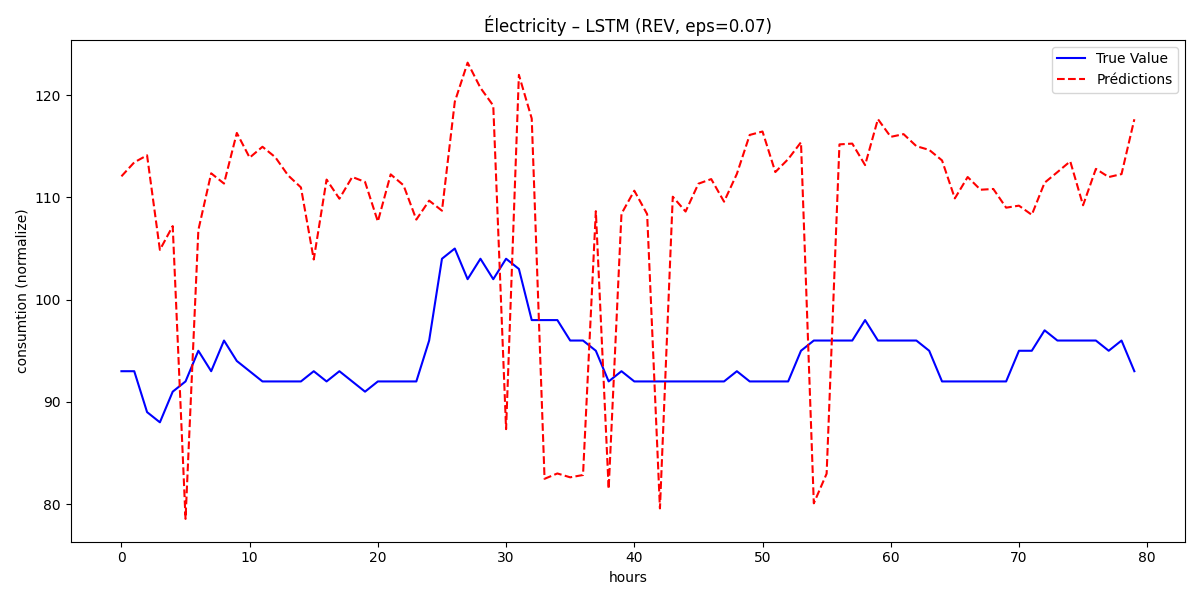 Électricity – LSTM (REV, eps=0.07)
True Value
Prédictions
consumtion (normalize)
120
110
100
90
80
0 10 20 30 40 50 60 70 80
hours